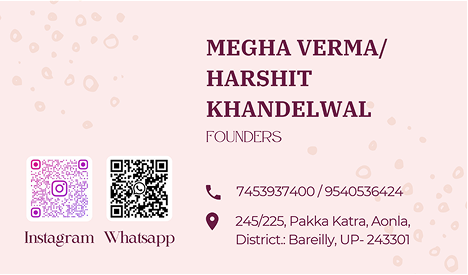 MEGHA VERMA/
HARSHIT
KHANDELWAL
FOUNDERS
Instagram Whatsapp
7453937400 / 9540536424
245/225, Pakka Katra, Aonla,
District.: Bareilly, UP- 243301